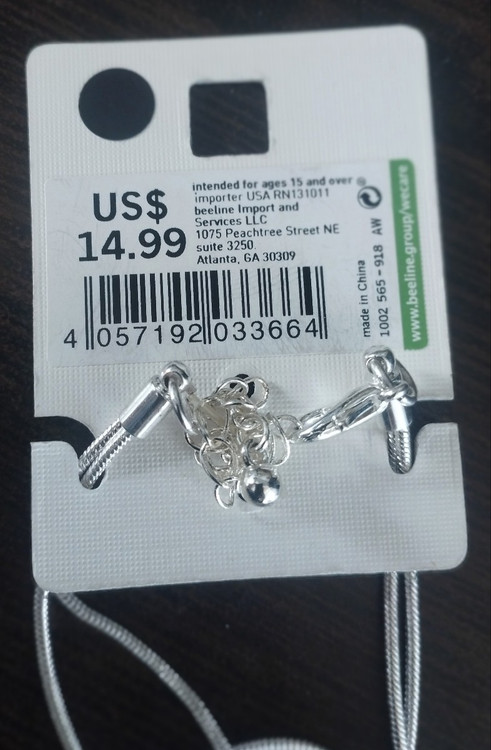 US$
14.99
intended for ages 15 and over
importer USA RN131011
beeline Import and
Services LLC
1075 Peachtree Street NE
suite 3250.
Atlanta, GA 30309
4 057192 033664
made in China
1002 565 - 918 AW
www.beeline.group/wecare